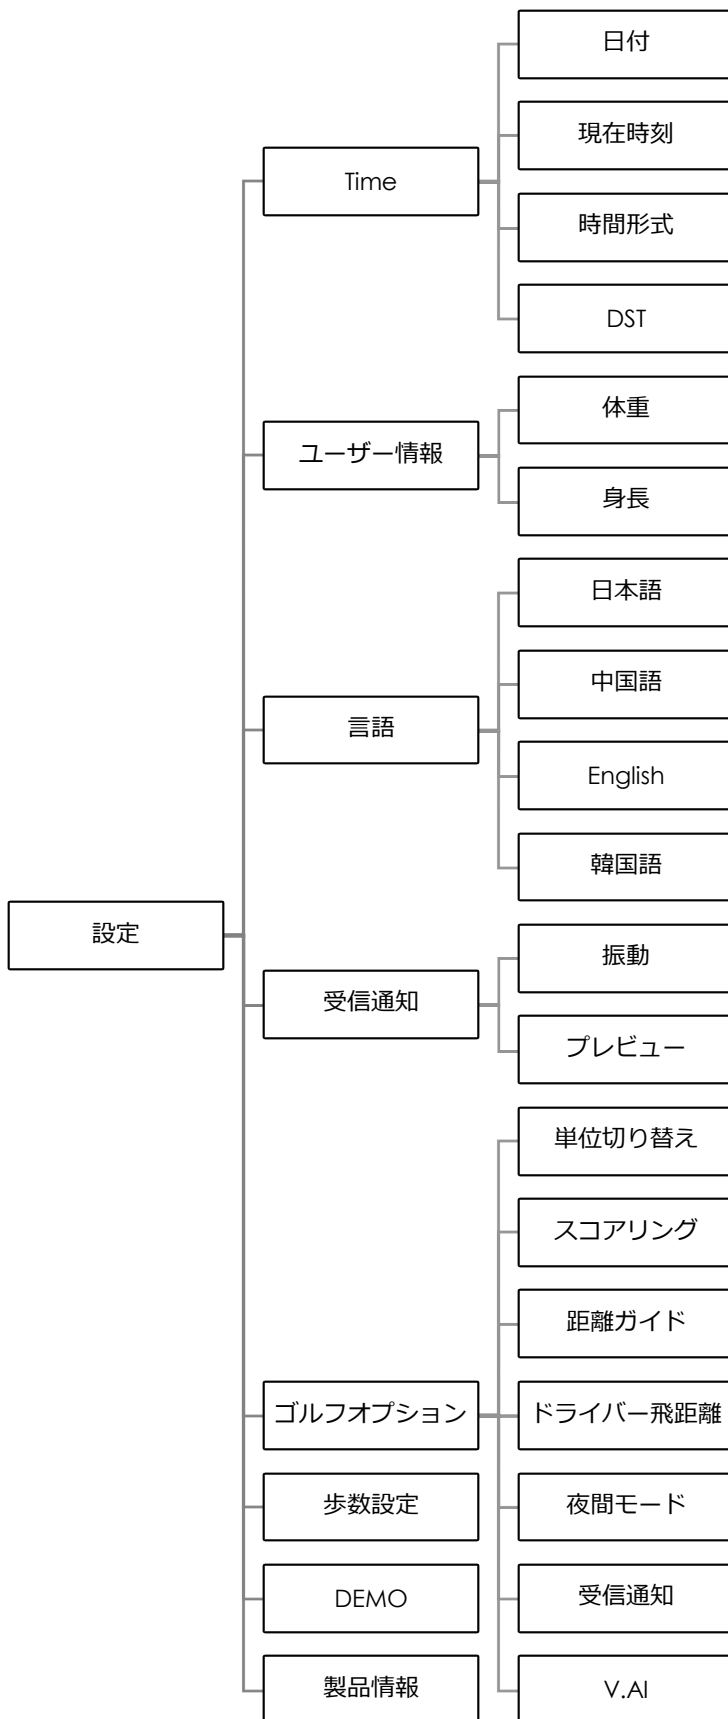 設定
Time
日付
現在時刻
時間形式
DST
ユーザー情報
体重
身長
言語
日本語
中国語
English
韓国語
受信通知
振動
プレビュー
ゴルフオプション
単位切り替え
スコアリング
距離ガイド
ドライバー飛距離
夜間モード
受信通知
V.AI
歩数設定
DEMO
製品情報